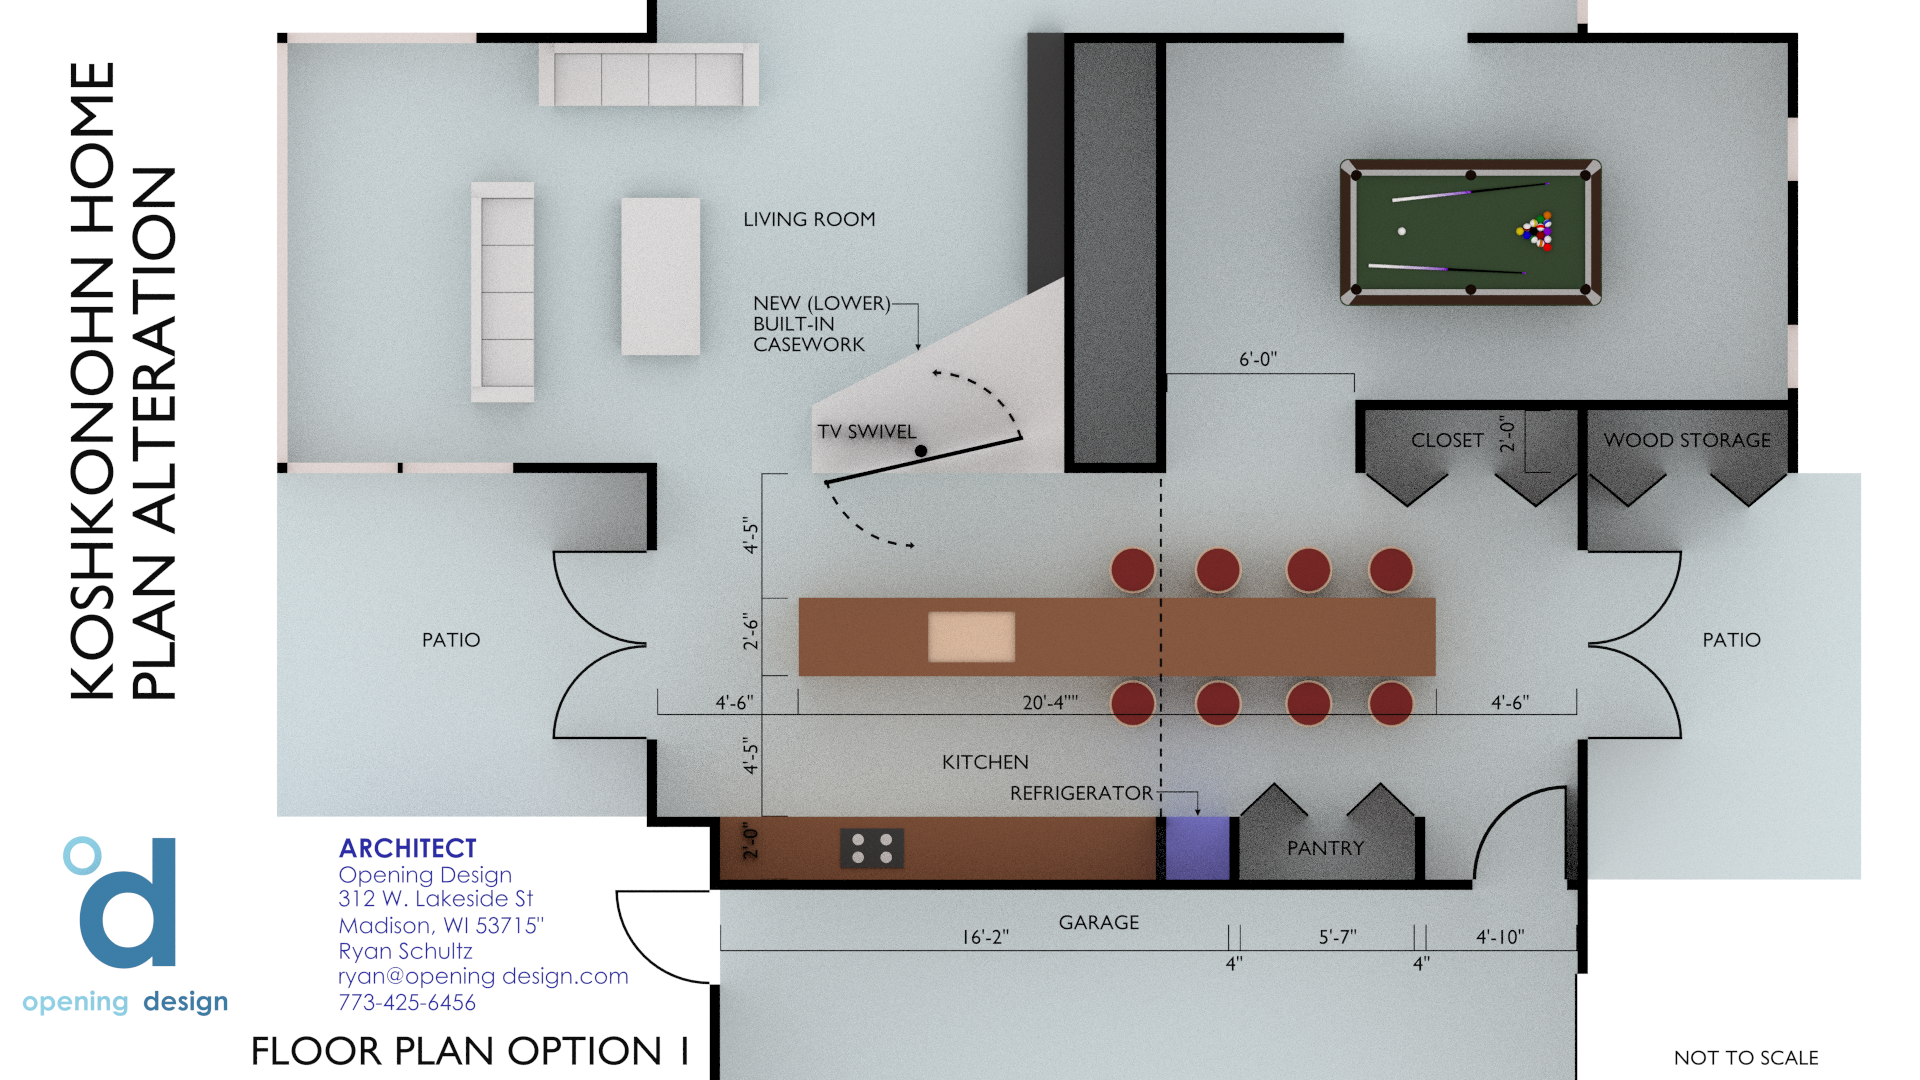 KOSHKONOHN HOME
PLAN ALTERATION
LIVING ROOM
NEW (LOWER)
BUILT-IN
CASEWORK
TV SWIVEL
6'-0"
CLOSET
2'-0"
WOOD STORAGE
4'-5"
2'-6"
4'-5"
2'-0"
PATIO
PATIO
4'-6"
20'-4""
4'-6"
KITCHEN
REFRIGERATOR
PANTRY
GARAGE
16'-2"
4"
5'-7"
4"
4'-10"
opening design
ARCHITECT
Opening Design
312 W. Lakeside St
Madison, WI 53715"
Ryan Schultz
ryan@opening design.com
773-425-6456
FLOOR PLAN OPTION 1
NOT TO SCALE